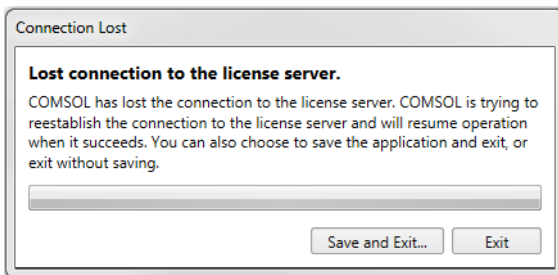 Connection Lost
Lost connection to the license server.
COMSOL has lost the connection to the license server. COMSOL is trying to
reestablish the connection to the license server and will resume operation
when it succeeds. You can also choose to save the application and exit, or
exit without saving.
Save and Exit... Exit